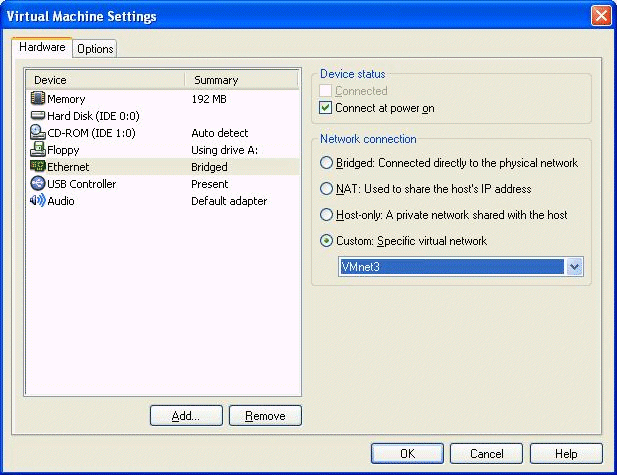 Virtual Machine Settings
Hardware
Options
Device Summary
Memory 192 MB
Hard Disk (IDE 0:0)
CD-ROM (IDE 1:0) Auto detect
Floppy Using drive A:
Ethernet Bridged
USB Controller Present
Audio Default adapter
Add...
Remove
Device status
Connected
Connect at power on
Network connection
Bridged: Connected directly to the physical network
NAT: Used to share the host's IP address
Host-only: A private network shared with the host
Custom: Specific virtual network
VMnet3
OK
Cancel
Help